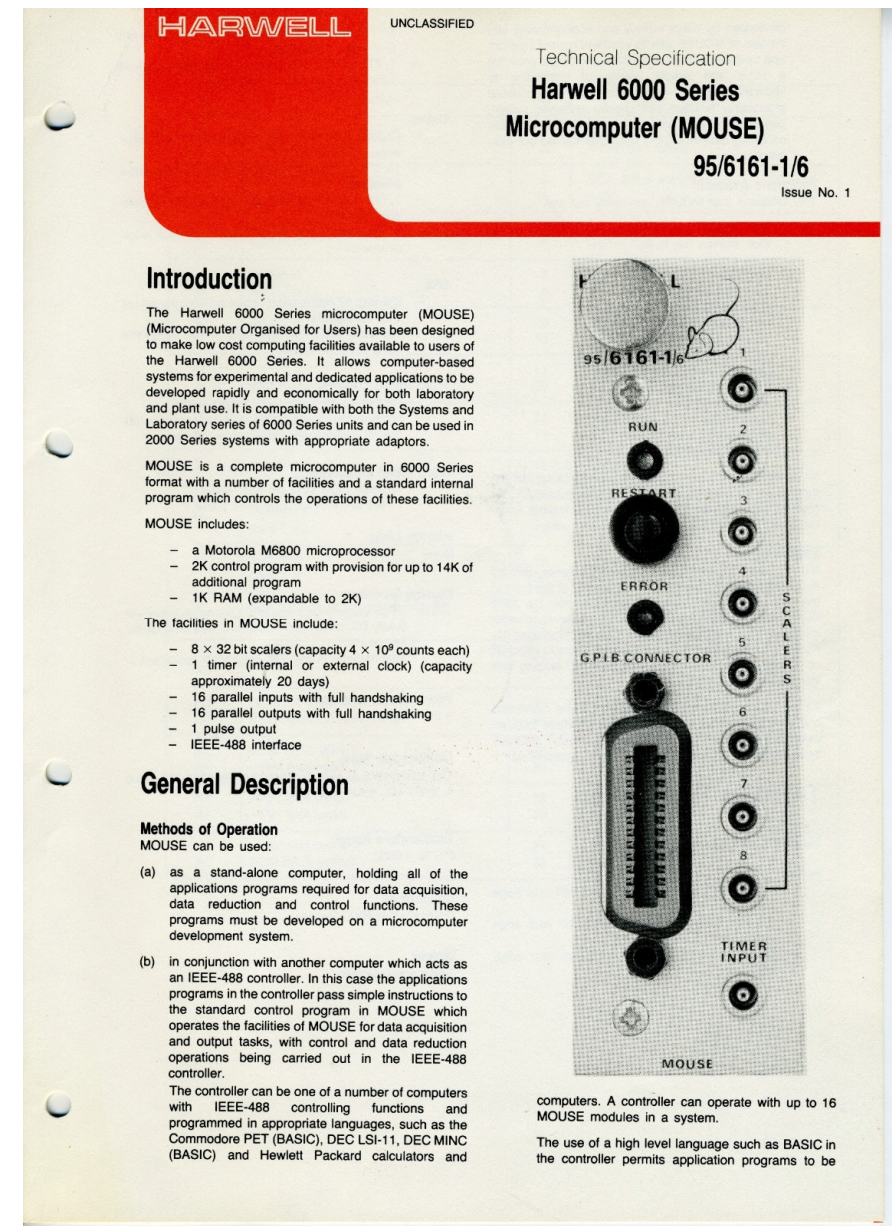 HARWELL
UNCLASSIFIED
Technical Specification
Harwell 6000 Series
Microcomputer (MOUSE)
95/6161-1/6
Issue No. 1
Introduction
The Harwell 6000 Series microcomputer (MOUSE)
(Microcomputer Organised for Users) has been designed
to make low cost computing facilities available to users of
the Harwell 6000 Series. It allows computer-based
systems for experimental and dedicated applications to be
developed rapidly and economically for both laboratory
and plant use. It is compatible with both the Systems and
Laboratory series of 6000 Series units and can be used in
2000 Series systems with appropriate adaptors.
MOUSE is a complete microcomputer in 6000 Series
format with a number of facilities and a standard internal
program which controls the operations of these facilities.
MOUSE includes:
– a Motorola M6800 microprocessor
– 2K control program with provision for up to 14K of
additional program
– 1K RAM (expandable to 2K)
The facilities in MOUSE include:
– 8 × 32 bit scalers (capacity 4 × 10⁹ counts each)
– 1 timer (internal or external clock) (capacity
approximately 20 days)
– 16 parallel inputs with full handshaking
– 16 parallel outputs with full handshaking
– 1 pulse output
– IEEE-488 interface
General Description
Methods of Operation
MOUSE can be used:
(a) as a stand-alone computer, holding all of the
applications programs required for data acquisition,
data reduction and control functions. These
programs must be developed on a microcomputer
development system.
(b) in conjunction with another computer which acts as
an IEEE-488 controller. In this case the applications
programs in the controller pass simple instructions to
the standard control program in MOUSE which
operates the facilities of MOUSE for data acquisition
and output tasks, with control and data reduction
operations being carried out in the IEEE-488
controller.
The controller can be one of a number of computers
with IEEE-488 controlling functions and
programmed in appropriate languages, such as the
Commodore PET (BASIC), DEC LSI-11, DEC MINC
(BASIC) and Hewlett Packard calculators and
H L
95/6161-1/6
RUN
RESTART
ERROR
G.P.I.B CONNECTOR
1
2
3
4
5
6
7
8
SCALERS
TIMER
INPUT
MOUSE
computers. A controller can operate with up to 16
MOUSE modules in a system.
The use of a high level language such as BASIC in
the controller permits application programs to be